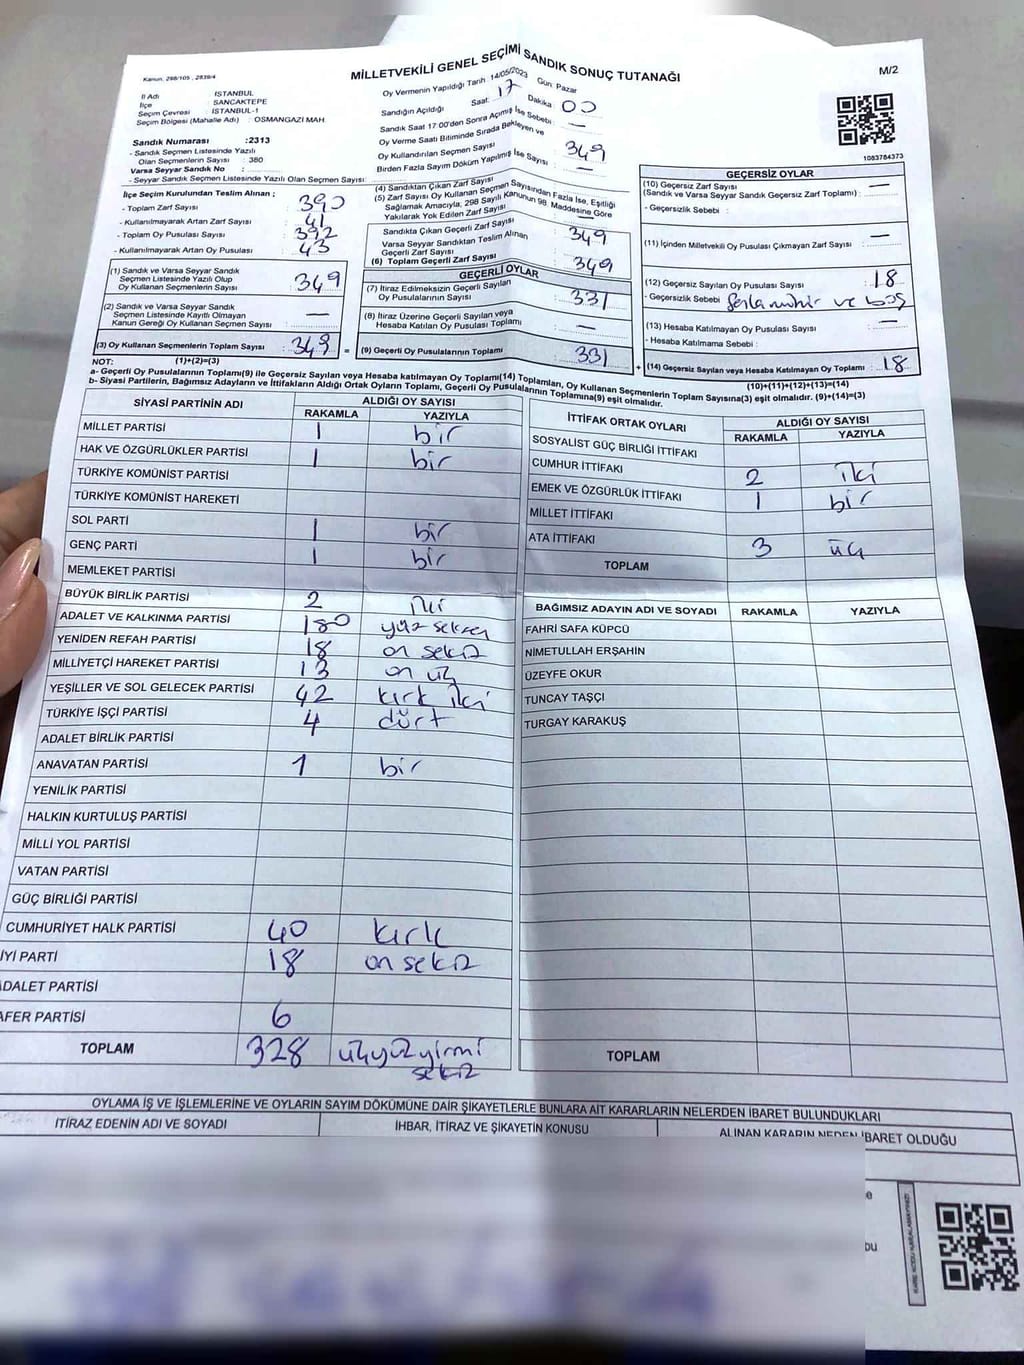 Kanun, 298/105 , 2839/4
MİLLETVEKİLİ GENEL SEÇİMİ SANDIK SONUÇ TUTANAĞI
M/2
İl Adı : İSTANBUL
İlçe : SANCAKTEPE
Seçim Çevresi : İSTANBUL-1
Seçim Bölgesi (Mahalle Adı) : OSMANGAZİ MAH.
Sandık Numarası :2313
- Sandık Seçmen Listesinde Yazılı
Olan Seçmenlerin Sayısı : 380
Varsa Seyyar Sandık No :
- Seyyar Sandık Seçmen Listesinde Yazılı Olan Seçmen Sayısı:
Oy Vermenin Yapıldığı Tarih 14/05/2023 Gün: Pazar
Sandığın Açıldığı Saat: 17 Dakika 00
Sandık Saat 17:00'den Sonra Açılmış İse Sebebi: —
Oy Verme Saati Bitiminde Sırada Bekleyen ve
Oy Kullandırılan Seçmen Sayısı 349
Birden Fazla Sayım Döküm Yapılmış İse Sayısı —
1083784373
İlçe Seçim Kurulundan Teslim Alınan ;
- Toplam Zarf Sayısı : 390
- Kullanılmayarak Artan Zarf Sayısı : 41
- Toplam Oy Pusulası Sayısı : 392
- Kullanılmayarak Artan Oy Pusulası : 43
(1) Sandık ve Varsa Seyyar Sandık
Seçmen Listesinde Yazılı Olup
Oy Kullanan Seçmenlerin Sayısı : 349
(2) Sandık ve Varsa Seyyar Sandık
Seçmen Listesinde Kayıtlı Olmayan
Kanun Gereği Oy Kullanan Seçmen Sayısı : —
(3) Oy Kullanan Seçmenlerin Toplam Sayısı : 349
NOT: (1)+(2)=(3)
(4) Sandıktan Çıkan Zarf Sayısı
(5) Zarf Sayısı Oy Kullanan Seçmen Sayısından Fazla İse, Eşitliği
Sağlamak Amacıyla, 298 Sayılı Kanunun 98. Maddesine Göre
Yakılarak Yok Edilen Zarf Sayısı —
Sandıkta Çıkan Geçerli Zarf Sayısı 349
Varsa Seyyar Sandıktan Teslim Alınan
Geçerli Zarf Sayısı
(6) Toplam Geçerli Zarf Sayısı 349
GEÇERLİ OYLAR
(7) İtiraz Edilmeksizin Geçerli Sayılan
Oy Pusulalarının Sayısı 331
(8) İtiraz Üzerine Geçerli Sayılan veya
Hesaba Katılan Oy Pusulası Toplamı —
= (9) Geçerli Oy Pusulalarının Toplamı 331
GEÇERSİZ OYLAR
(10) Geçersiz Zarf Sayısı —
(Sandık ve Varsa Seyyar Sandık Geçersiz Zarf Toplamı) :
- Geçersizlik Sebebi :
(11) İçinden Milletvekili Oy Pusulası Çıkmayan Zarf Sayısı : —
(12) Geçersiz Sayılan Oy Pusulası Sayısı : 18
- Geçersizlik Sebebi fazla mühür ve boş
(13) Hesaba Katılmayan Oy Pusulası Sayısı : —
- Hesaba Katılmama Sebebi :
+ (14) Geçersiz Sayılan veya Hesaba Katılmayan Oy Toplamı : 18
(10)+(11)+(12)+(13)=(14)
a- Geçerli Oy Pusulalarının Toplamı(9) ile Geçersiz Sayılan veya Hesaba katılmayan Oy Toplamı(14) Toplamları, Oy Kullanan Seçmenlerin Toplam Sayısına(3) eşit olmalıdır. (9)+(14)=(3)
b- Siyasi Partilerin, Bağımsız Adayların ve İttifakların Aldığı Ortak Oyların Toplamı, Geçerli Oy Pusulalarının Toplamına(9) eşit olmalıdır.
SİYASİ PARTİNİN ADI ALDIĞI OY SAYISI
RAKAMLA YAZIYLA
MİLLET PARTİSİ 1 bir
HAK VE ÖZGÜRLÜKLER PARTİSİ 1 bir
TÜRKİYE KOMÜNİST PARTİSİ
TÜRKİYE KOMÜNİST HAREKETİ
SOL PARTİ 1 bir
GENÇ PARTİ 1 bir
MEMLEKET PARTİSİ
BÜYÜK BİRLİK PARTİSİ 2 iki
ADALET VE KALKINMA PARTİSİ 180 yüz seksen
YENİDEN REFAH PARTİSİ 18 on sekiz
MİLLİYETÇİ HAREKET PARTİSİ 13 on üç
YEŞİLLER VE SOL GELECEK PARTİSİ 42 kırk iki
TÜRKİYE İŞÇİ PARTİSİ 4 dört
ADALET BİRLİK PARTİSİ
ANAVATAN PARTİSİ 1 bir
YENİLİK PARTİSİ
HALKIN KURTULUŞ PARTİSİ
MİLLİ YOL PARTİSİ
VATAN PARTİSİ
GÜÇ BİRLİĞİ PARTİSİ
CUMHURİYET HALK PARTİSİ 40 kırk
İYİ PARTİ 18 on sekiz
ADALET PARTİSİ
AFER PARTİSİ 6
TOPLAM 328 üçyüzyirmi
sekiz
İTTİFAK ORTAK OYLARI ALDIĞI OY SAYISI
RAKAMLA YAZIYLA
SOSYALİST GÜÇ BİRLİĞİ İTTİFAKI
CUMHUR İTTİFAKI 2 iki
EMEK VE ÖZGÜRLÜK İTTİFAKI 1 bir
MİLLET İTTİFAKI
ATA İTTİFAKI 3 üç
TOPLAM
BAĞIMSIZ ADAYIN ADI VE SOYADI RAKAMLA YAZIYLA
FAHRİ SAFA KÜPCÜ
NİMETULLAH ERŞAHİN
ÜZEYFE OKUR
TUNCAY TAŞÇI
TURGAY KARAKUŞ
TOPLAM
OYLAMA İŞ VE İŞLEMLERİNE VE OYLARIN SAYIM DÖKÜMÜNE DAİR ŞİKAYETLERLE BUNLARA AİT KARARLARIN NELERDEN İBARET BULUNDUKLARI
İTİRAZ EDENİN ADI VE SOYADI İHBAR, İTİRAZ VE ŞİKAYETİN KONUSU ALINAN KARARIN NEDEN İBARET OLDUĞU